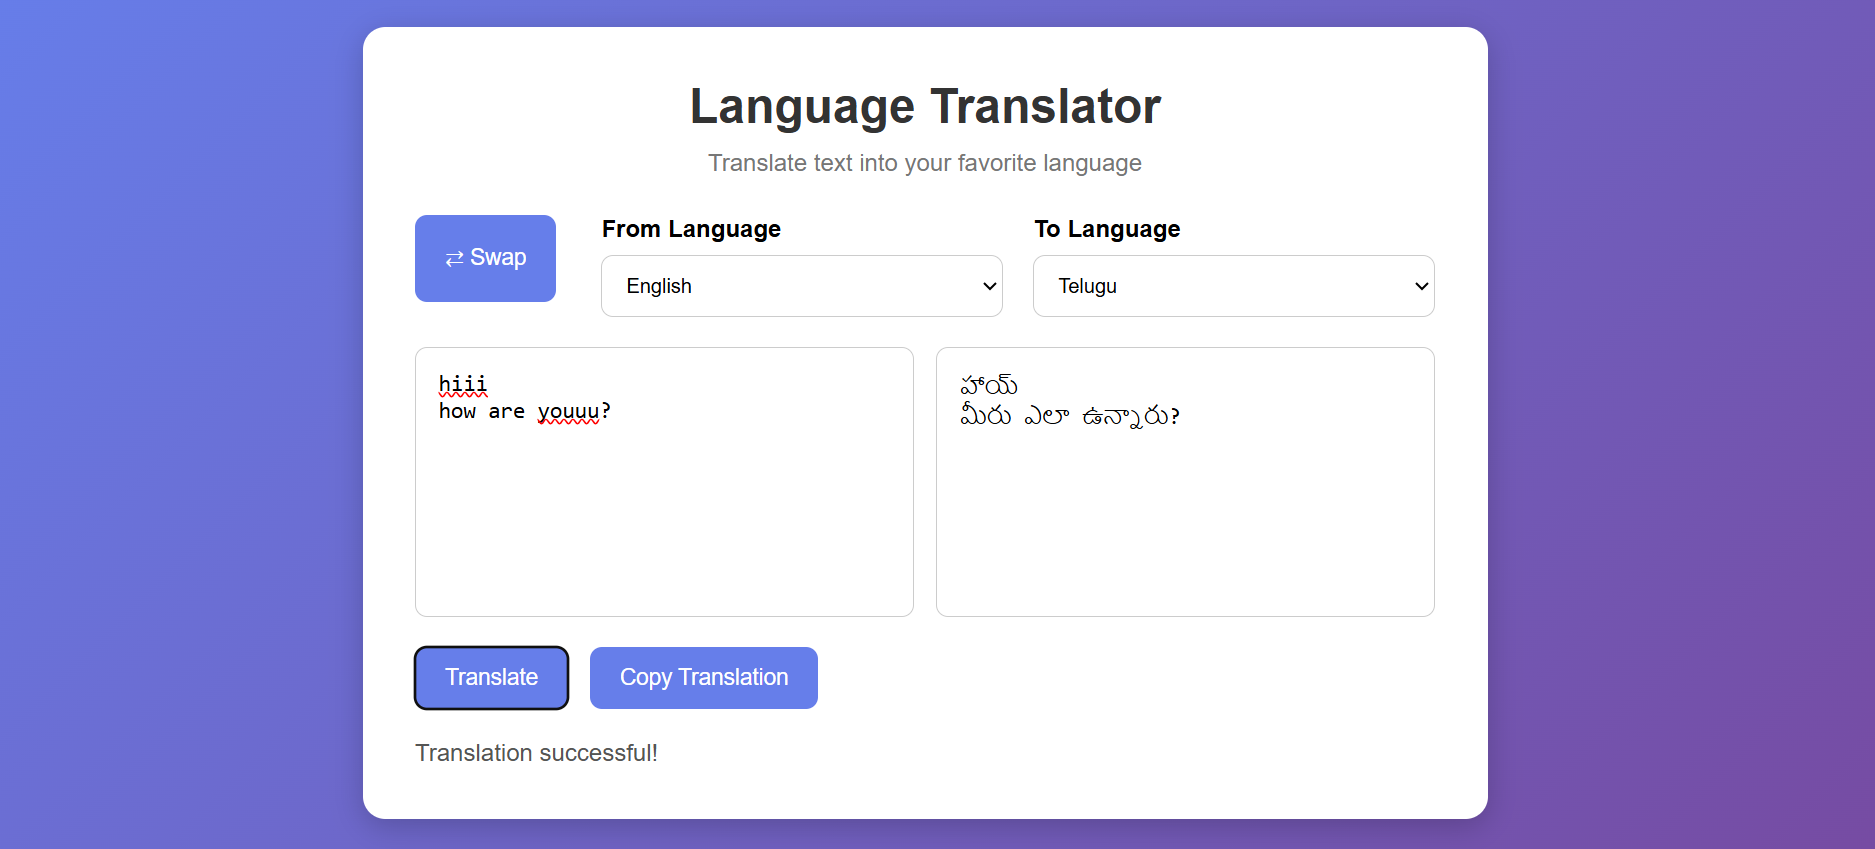 Language Translator
Translate text into your favorite language
⇄ Swap
From Language
English
To Language
Telugu
hiii
how are youuu?
హాయ్
మీరు ఎలా ఉన్నారు?
Translate
Copy Translation
Translation successful!